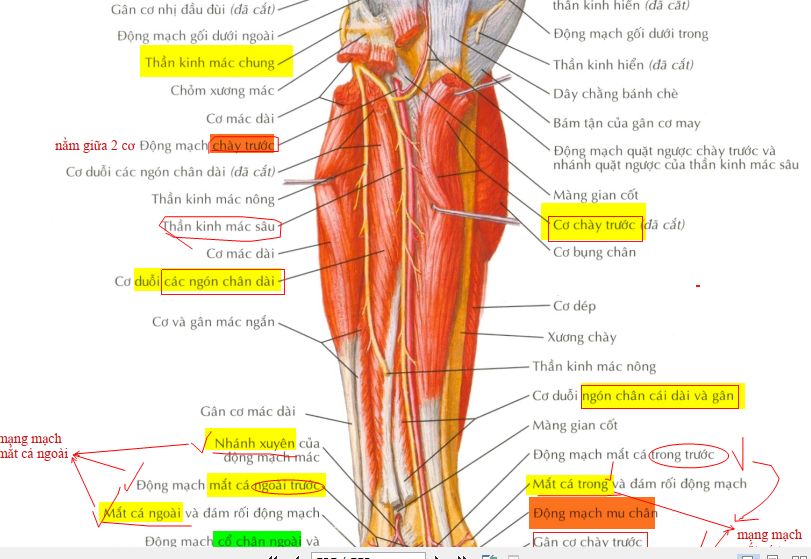 Gân cơ nhị đầu đùi (đã cắt)
Động mạch gối dưới ngoài
Thần kinh mác chung
Chỏm xương mác
Cơ mác dài
nằm giữa 2 cơ Động mạch chày trước
Cơ duỗi các ngón chân dài (đã cắt)
Thần kinh mác nông
Thần kinh mác sâu
Cơ mác dài
Cơ duỗi các ngón chân dài
Cơ và gân mác ngắn
Gân cơ mác dài
mạng mạch
mắt cá ngoài
Nhánh xuyên của
động mạch mác
Động mạch mắt cá ngoài trước
Mắt cá ngoài và đám rối động mạch
Động mạch cổ chân ngoài và
thần kinh hiển (đã cắt)
Động mạch gối dưới trong
Thần kinh hiển (đã cắt)
Dây chằng bánh chè
Bám tận của gân cơ may
Động mạch quặt ngược chày trước và
nhánh quặt ngược của thần kinh mác sâu
Màng gian cốt
Cơ chày trước (đã cắt)
Cơ bụng chân
Cơ dép
Xương chày
Thần kinh mác nông
Cơ duỗi ngón chân cái dài và gân
Màng gian cốt
Động mạch mắt cá trong trước
Mắt cá trong và đám rối động mạch
Động mạch mu chân
mạng mạch
Gân cơ chày trước